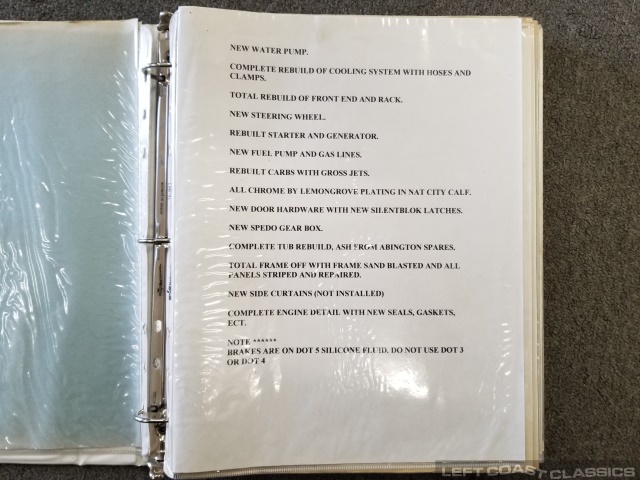 NEW WATER PUMP.
COMPLETE REBUILD OF COOLING SYSTEM WITH HOSES AND
CLAMPS.
TOTAL REBUILD OF FRONT END AND RACK.
NEW STEERING WHEEL.
REBUILT STARTER AND GENERATOR.
NEW FUEL PUMP AND GAS LINES.
REBUILT CARBS WITH GROSS JETS.
ALL CHROME BY LEMONGROVE PLATING IN NAT CITY CALF.
NEW DOOR HARDWARE WITH NEW SILENTBLOK LATCHES.
NEW SPEDO GEAR BOX.
COMPLETE TUB REBUILD, ASH FROM ABINGTON SPARES.
TOTAL FRAME OFF WITH FRAME SAND BLASTED AND ALL
PANELS STRIPED AND REPAIRED.
NEW SIDE CURTAINS (NOT INSTALLED)
COMPLETE ENGINE DETAIL WITH NEW SEALS, GASKETS,
ECT.
NOTE ******
BRAKES ARE ON DOT 5 SILICONE FLUID. DO NOT USE DOT 3
OR DOT 4
LEFT COAST CLASSICS